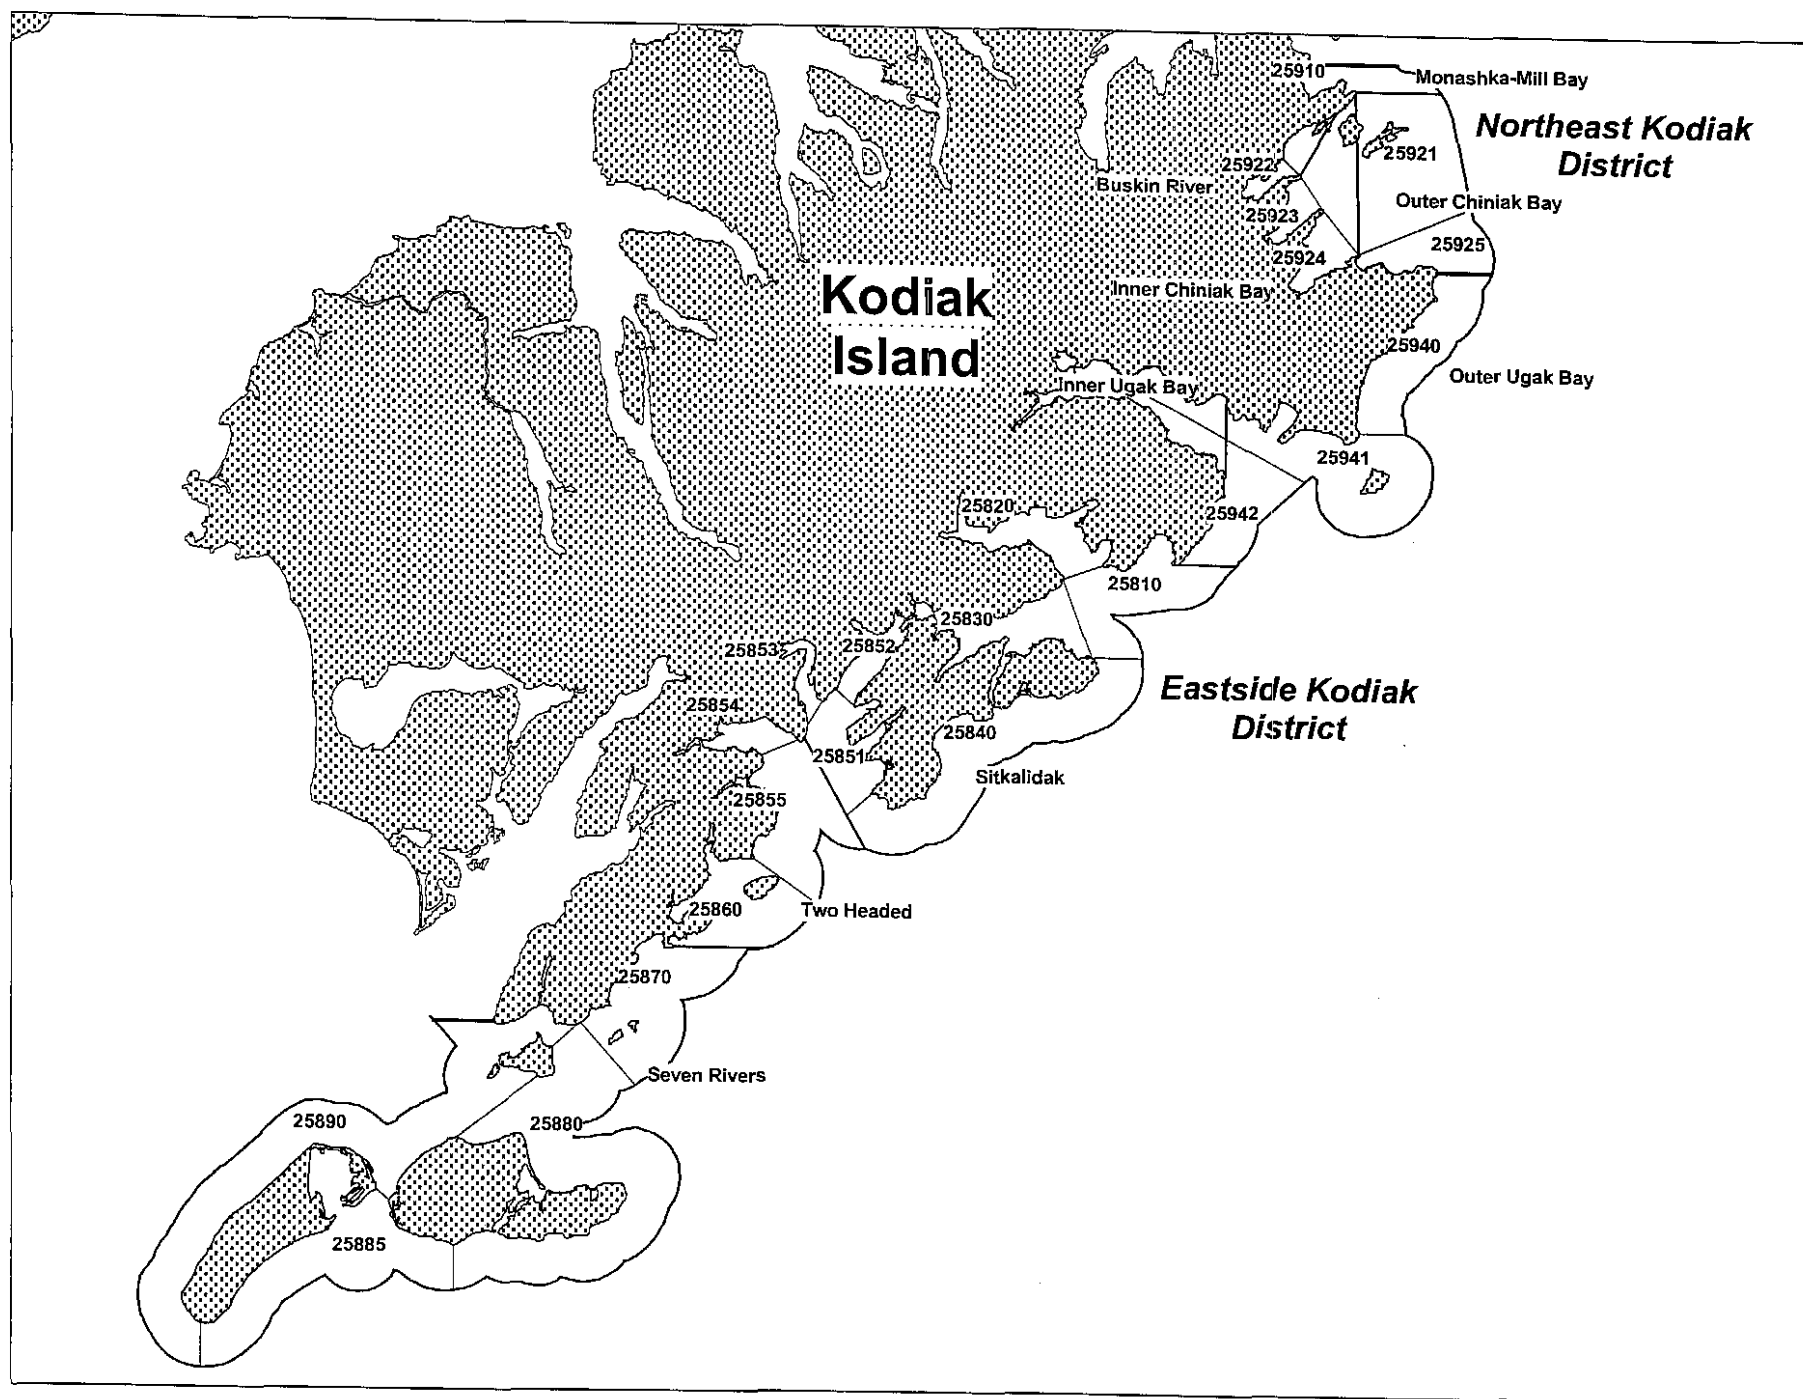 25910
Monashka-Mill Bay
Northeast Kodiak
District
25921
25922
Buskin River
Outer Chiniak Bay
25923
25925
25924
Inner Chiniak Bay
Kodiak
Island
25940
Outer Ugak Bay
Inner Ugak Bay
25941
25820
25942
25810
25830
25852
25853
Eastside Kodiak
District
25854
25840
25851
Sitkalidak
25855
25860
Two Headed
25870
Seven Rivers
25890
25880
25885